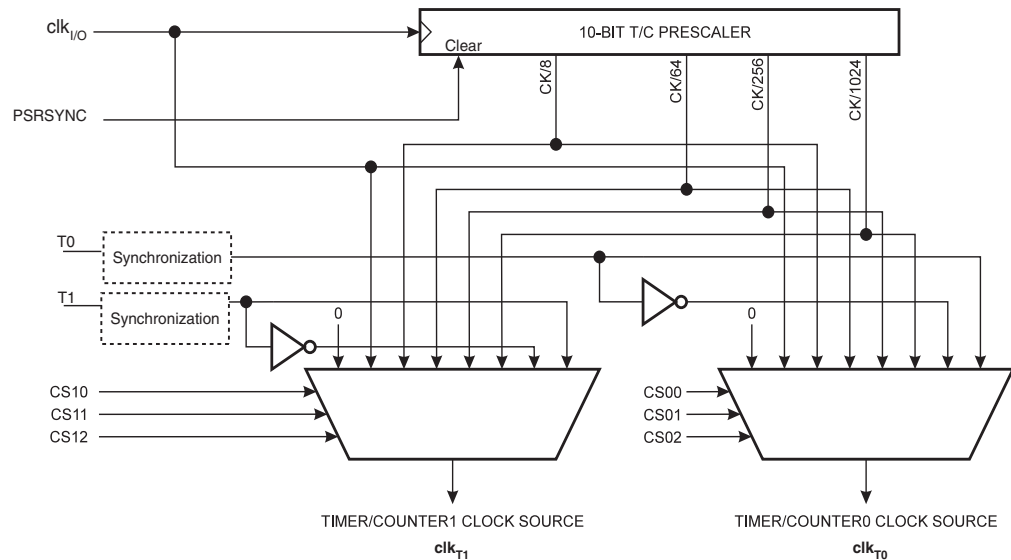 clkI/O
10-BIT T/C PRESCALER
Clear
PSRSYNC
CK/8
CK/64
CK/256
CK/1024
T0
Synchronization
T1
Synchronization
0
0
CS10
CS11
CS12
CS00
CS01
CS02
TIMER/COUNTER1 CLOCK SOURCE
clkT1
TIMER/COUNTER0 CLOCK SOURCE
clkT0